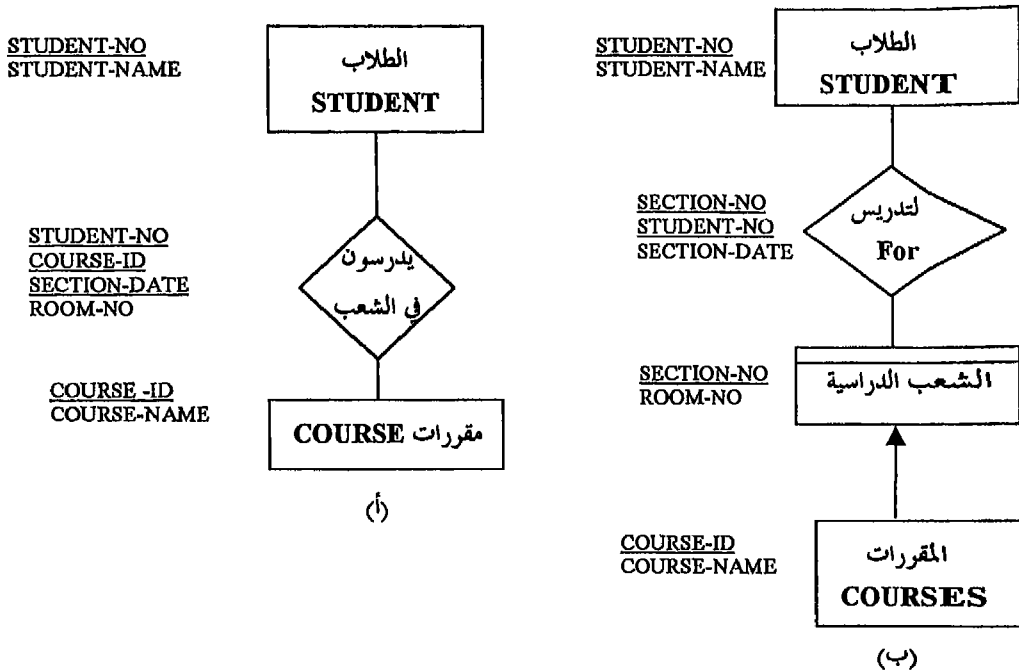 STUDENT-NO
STUDENT-NAME
الطلاب
STUDENT
STUDENT-NO
COURSE-ID
SECTION-DATE
ROOM-NO
يدرسون
في الشعب
COURSE -ID
COURSE-NAME
مقررات COURSE
(أ)
STUDENT-NO
STUDENT-NAME
الطلاب
STUDENT
SECTION-NO
STUDENT-NO
SECTION-DATE
لتدريس
For
SECTION-NO
ROOM-NO
الشعب الدراسية
COURSE-ID
COURSE-NAME
المقررات
COURSES
(ب)